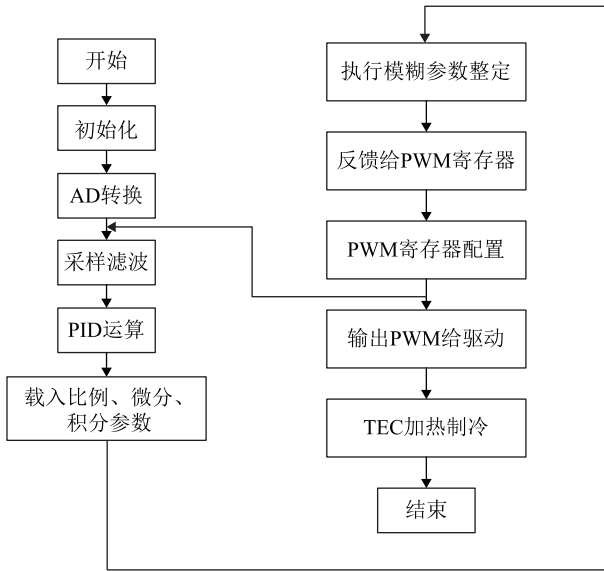 开始
初始化
AD转换
采样滤波
PID运算
载入比例、微分、
积分参数
执行模糊参数整定
反馈给PWM寄存器
PWM寄存器配置
输出PWM给驱动
TEC加热制冷
结束